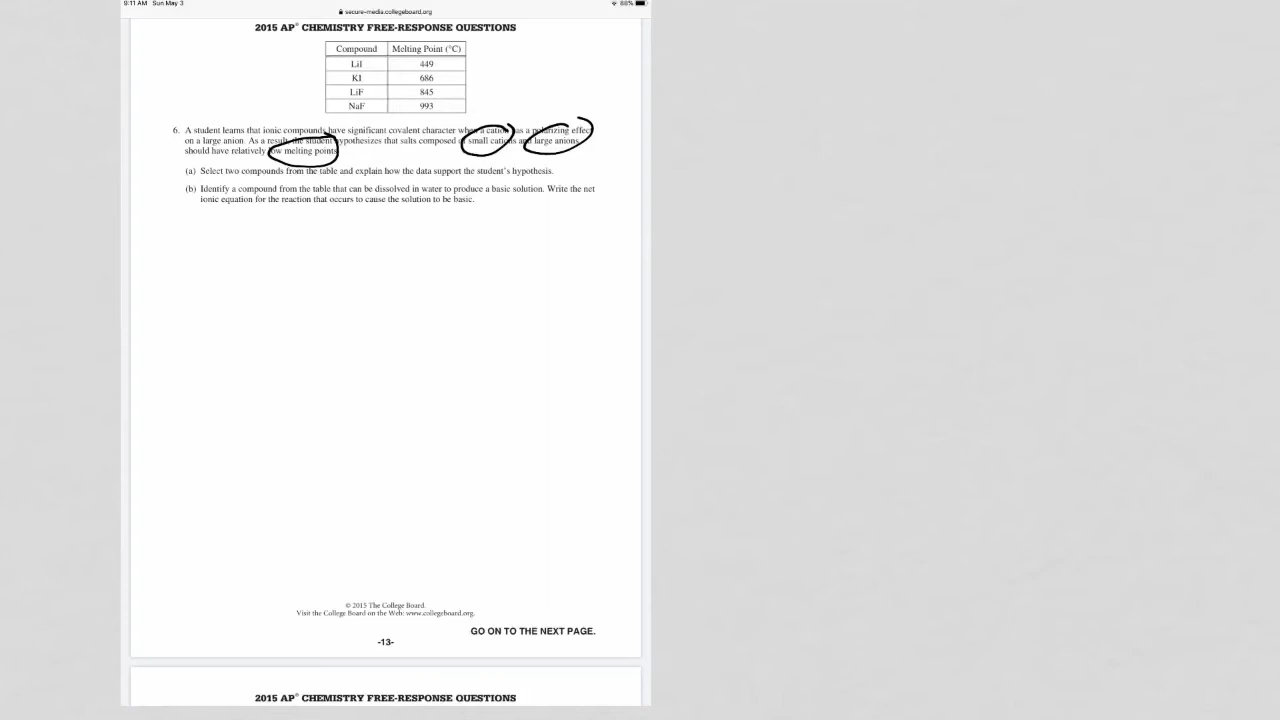 9:11 AM Sun May 3
88%
secure-media.collegeboard.org
2015 AP® CHEMISTRY FREE-RESPONSE QUESTIONS
Compound Melting Point (°C)
LiI 449
KI 686
LiF 845
NaF 993
6. A student learns that ionic compounds have significant covalent character when a cation has a polarizing effect
on a large anion. As a result, the student hypothesizes that salts composed of small cations and large anions
should have relatively low melting points.
(a) Select two compounds from the table and explain how the data support the student's hypothesis.
(b) Identify a compound from the table that can be dissolved in water to produce a basic solution. Write the net
ionic equation for the reaction that occurs to cause the solution to be basic.
© 2015 The College Board.
Visit the College Board on the Web: www.collegeboard.org.
GO ON TO THE NEXT PAGE.
-13-
2015 AP® CHEMISTRY FREE-RESPONSE QUESTIONS